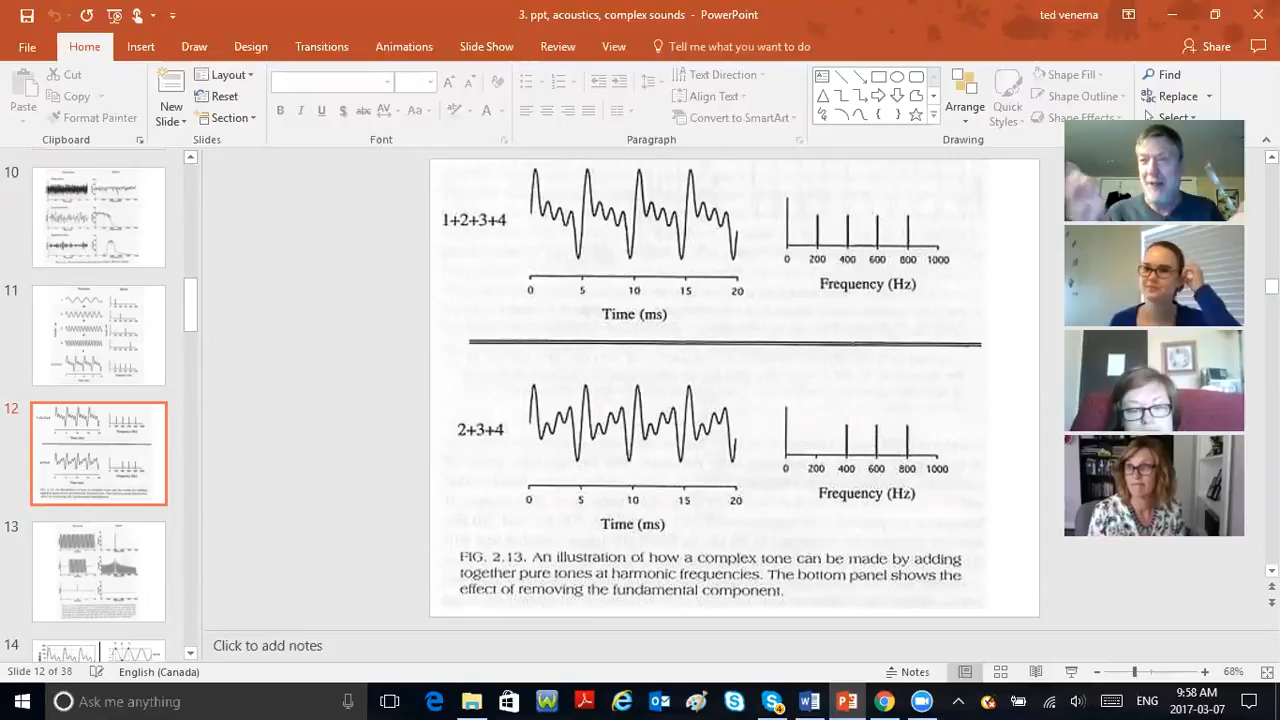 3. ppt, acoustics, complex sounds - PowerPoint
ted venema
File Home Insert Draw Design Transitions Animations Slide Show Review View Tell me what you want to do Share
Paste
Cut
Copy
Format Painter
Clipboard
New
Slide
Layout
Reset
Section
Slides
B I U S abc AV Aa A
Font
Text Direction
Align Text
Convert to SmartArt
Paragraph
Arrange
Quick
Styles
Shape Fill
Shape Outline
Shape Effects
Drawing
Find
Replace
Select
10
11
12
13
14
1+2+3+4
0 5 10 15 20
Time (ms)
0 200 400 600 800 1000
Frequency (Hz)
2+3+4
0 5 10 15 20
Time (ms)
0 200 400 600 800 1000
Frequency (Hz)
FIG. 2.13. An illustration of how a complex tone can be made by adding
together pure tones at harmonic frequencies. The bottom panel shows the
effect of removing the fundamental component.
Click to add notes
Slide 12 of 38 English (Canada) Notes 68%
Ask me anything
ENG
9:58 AM
2017-03-07